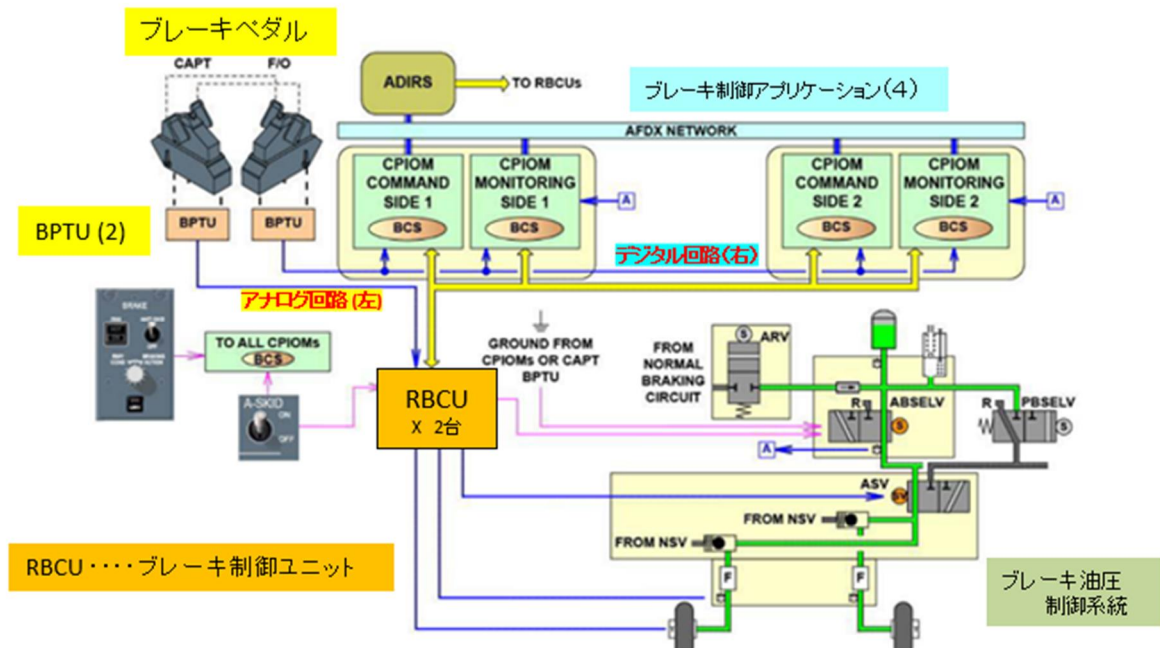 ブレーキペダル
CAPT
F/O
ADIRS
TO RBCUs
ブレーキ制御アプリケーション(4)
AFDX NETWORK
CPIOM
COMMAND
SIDE 1
BCS
CPIOM
MONITORING
SIDE 1
BCS
A
CPIOM
COMMAND
SIDE 2
BCS
CPIOM
MONITORING
SIDE 2
BCS
A
BPTU (2)
BPTU
BPTU
デジタル回路(右)
アナログ回路(左)
BRAKE
TO ALL CPIOMs
BCS
A-SKID
ON
OFF
GROUND FROM
CPIOMs OR CAPT
BPTU
RBCU
X 2台
FROM
NORMAL
BRAKING
CIRCUIT
S
ARV
R
ABSELV
S
R
PBSELV
S
A
ASV
SV
FROM NSV
FROM NSV
F
F
RBCU・・・・ブレーキ制御ユニット
ブレーキ油圧
制御系統